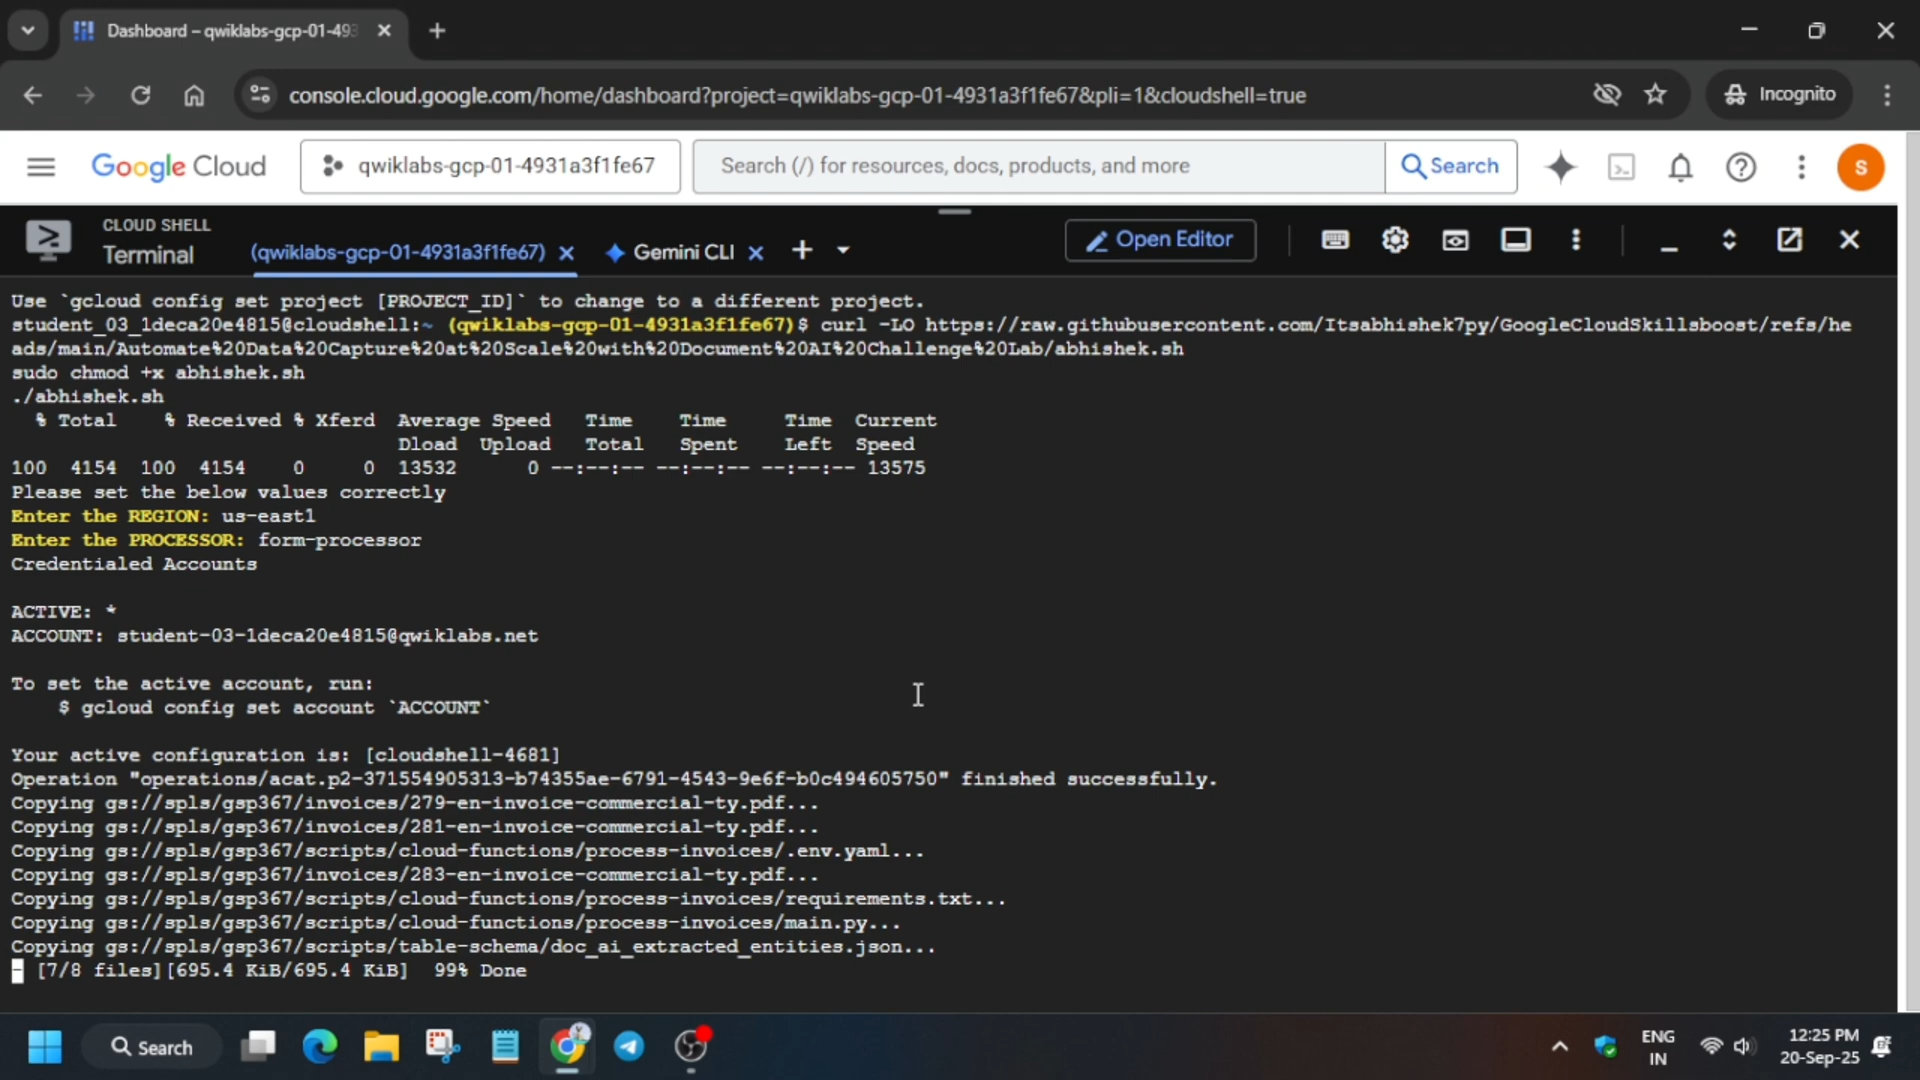 Dashboard – qwiklabs-gcp-01-493
console.cloud.google.com/home/dashboard?project=qwiklabs-gcp-01-4931a3f1fe67&pli=1&cloudshell=true
Incognito
Google Cloud
qwiklabs-gcp-01-4931a3f1fe67
Search (/) for resources, docs, products, and more
Search
S
CLOUD SHELL
Terminal
(qwiklabs-gcp-01-4931a3f1fe67)
Gemini CLI
Open Editor
Use `gcloud config set project [PROJECT_ID]` to change to a different project.
student_03_1deca20e4815@cloudshell:~ (qwiklabs-gcp-01-4931a3f1fe67)$ curl -LO https://raw.githubusercontent.com/Itsabhishek7py/GoogleCloudSkillsboost/refs/he
ads/main/Automate%20Data%20Capture%20at%20Scale%20with%20Document%20AI%20Challenge%20Lab/abhishek.sh
sudo chmod +x abhishek.sh
./abhishek.sh
% Total % Received % Xferd Average Speed Time Time Time Current
Dload Upload Total Spent Left Speed
100 4154 100 4154 0 0 13532 0 --:--:-- --:--:-- --:--:-- 13575
Please set the below values correctly
Enter the REGION: us-east1
Enter the PROCESSOR: form-processor
Credentialed Accounts
ACTIVE: *
ACCOUNT: student-03-1deca20e4815@qwiklabs.net
To set the active account, run:
$ gcloud config set account `ACCOUNT`
Your active configuration is: [cloudshell-4681]
Operation "operations/acat.p2-371554905313-b74355ae-6791-4543-9e6f-b0c494605750" finished successfully.
Copying gs://spls/gsp367/invoices/279-en-invoice-commercial-ty.pdf...
Copying gs://spls/gsp367/invoices/281-en-invoice-commercial-ty.pdf...
Copying gs://spls/gsp367/scripts/cloud-functions/process-invoices/.env.yaml...
Copying gs://spls/gsp367/invoices/283-en-invoice-commercial-ty.pdf...
Copying gs://spls/gsp367/scripts/cloud-functions/process-invoices/requirements.txt...
Copying gs://spls/gsp367/scripts/cloud-functions/process-invoices/main.py...
Copying gs://spls/gsp367/scripts/table-schema/doc_ai_extracted_entities.json...
- [7/8 files][695.4 KiB/695.4 KiB] 99% Done
Search
ENG
IN
12:25 PM
20-Sep-25